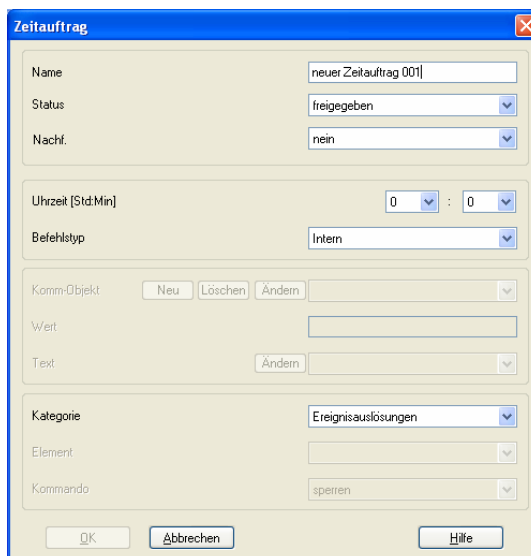 Zeitauftrag
Name neuer Zeitauftrag 001
Status freigegeben
Nachf. nein
Uhrzeit [Std:Min] 0 : 0
Befehlstyp Intern
Komm-Objekt Neu Löschen Ändern
Wert
Text Ändern
Kategorie Ereignisauslösungen
Element
Kommando sperren
OK Abbrechen Hilfe